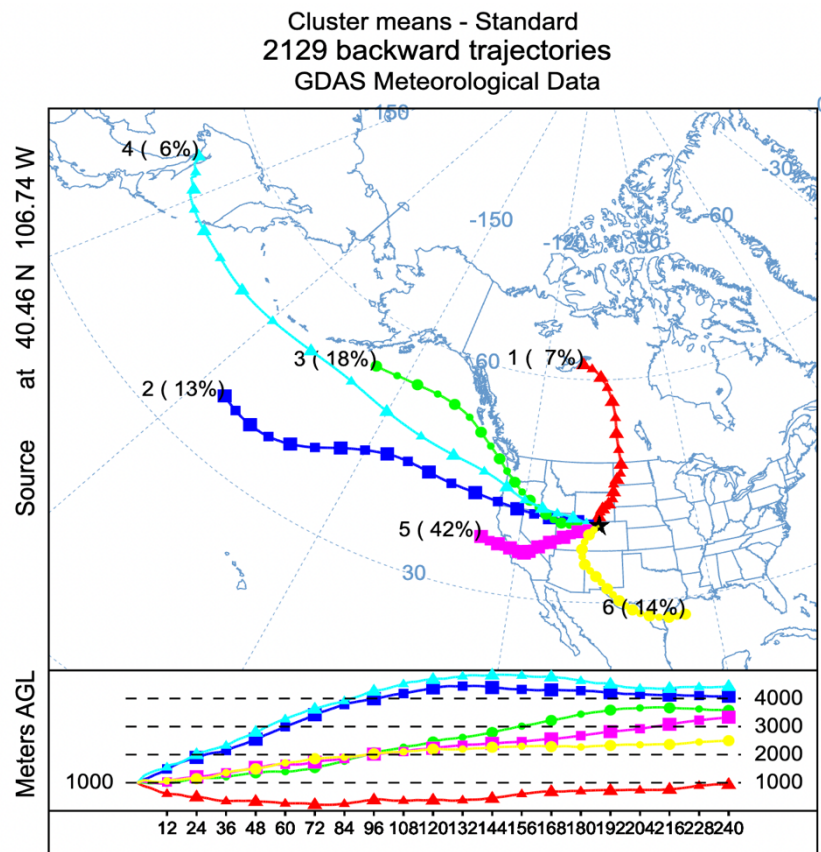 Cluster means - Standard
2129 backward trajectories
GDAS Meteorological Data
Source at 40.46 N 106.74 W
150
-30
4 ( 6%)
-150
-60
-120
-90
3 ( 18%)
60
1 ( 7%)
2 ( 13%)
5 ( 42%)
30
6 ( 14%)
Meters AGL
4000
3000
2000
1000
1000
12 24 36 48 60 72 84 96 108 120 132 144 156 168 180 192 204 216 228 240